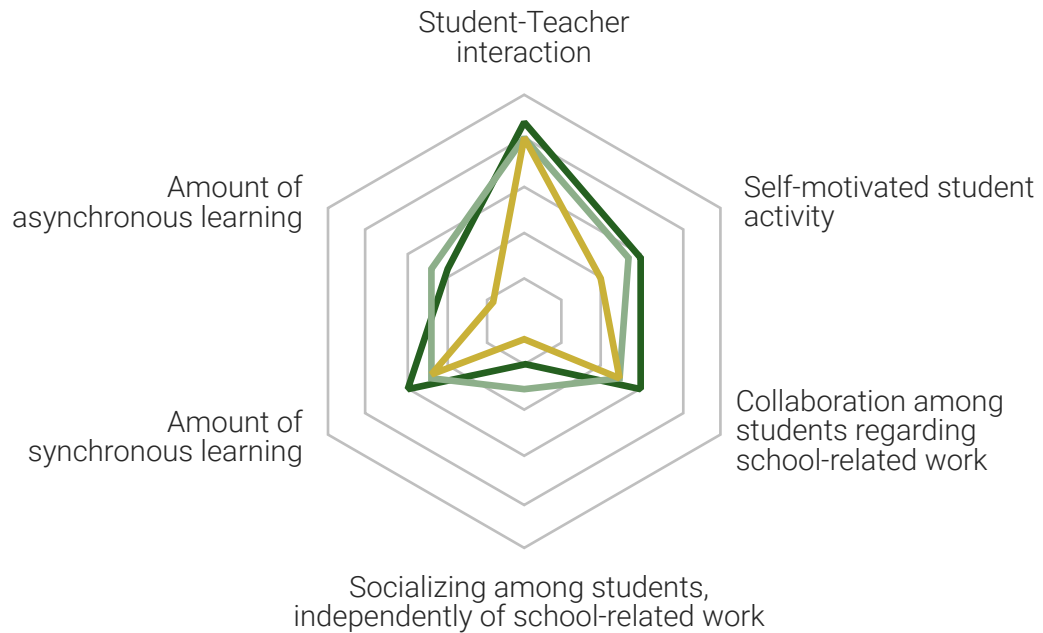 Student-Teacher
interaction
Amount of
asynchronous learning
Self-motivated student
activity
Amount of
synchronous learning
Collaboration among
students regarding
school-related work
Socializing among students,
independently of school-related work